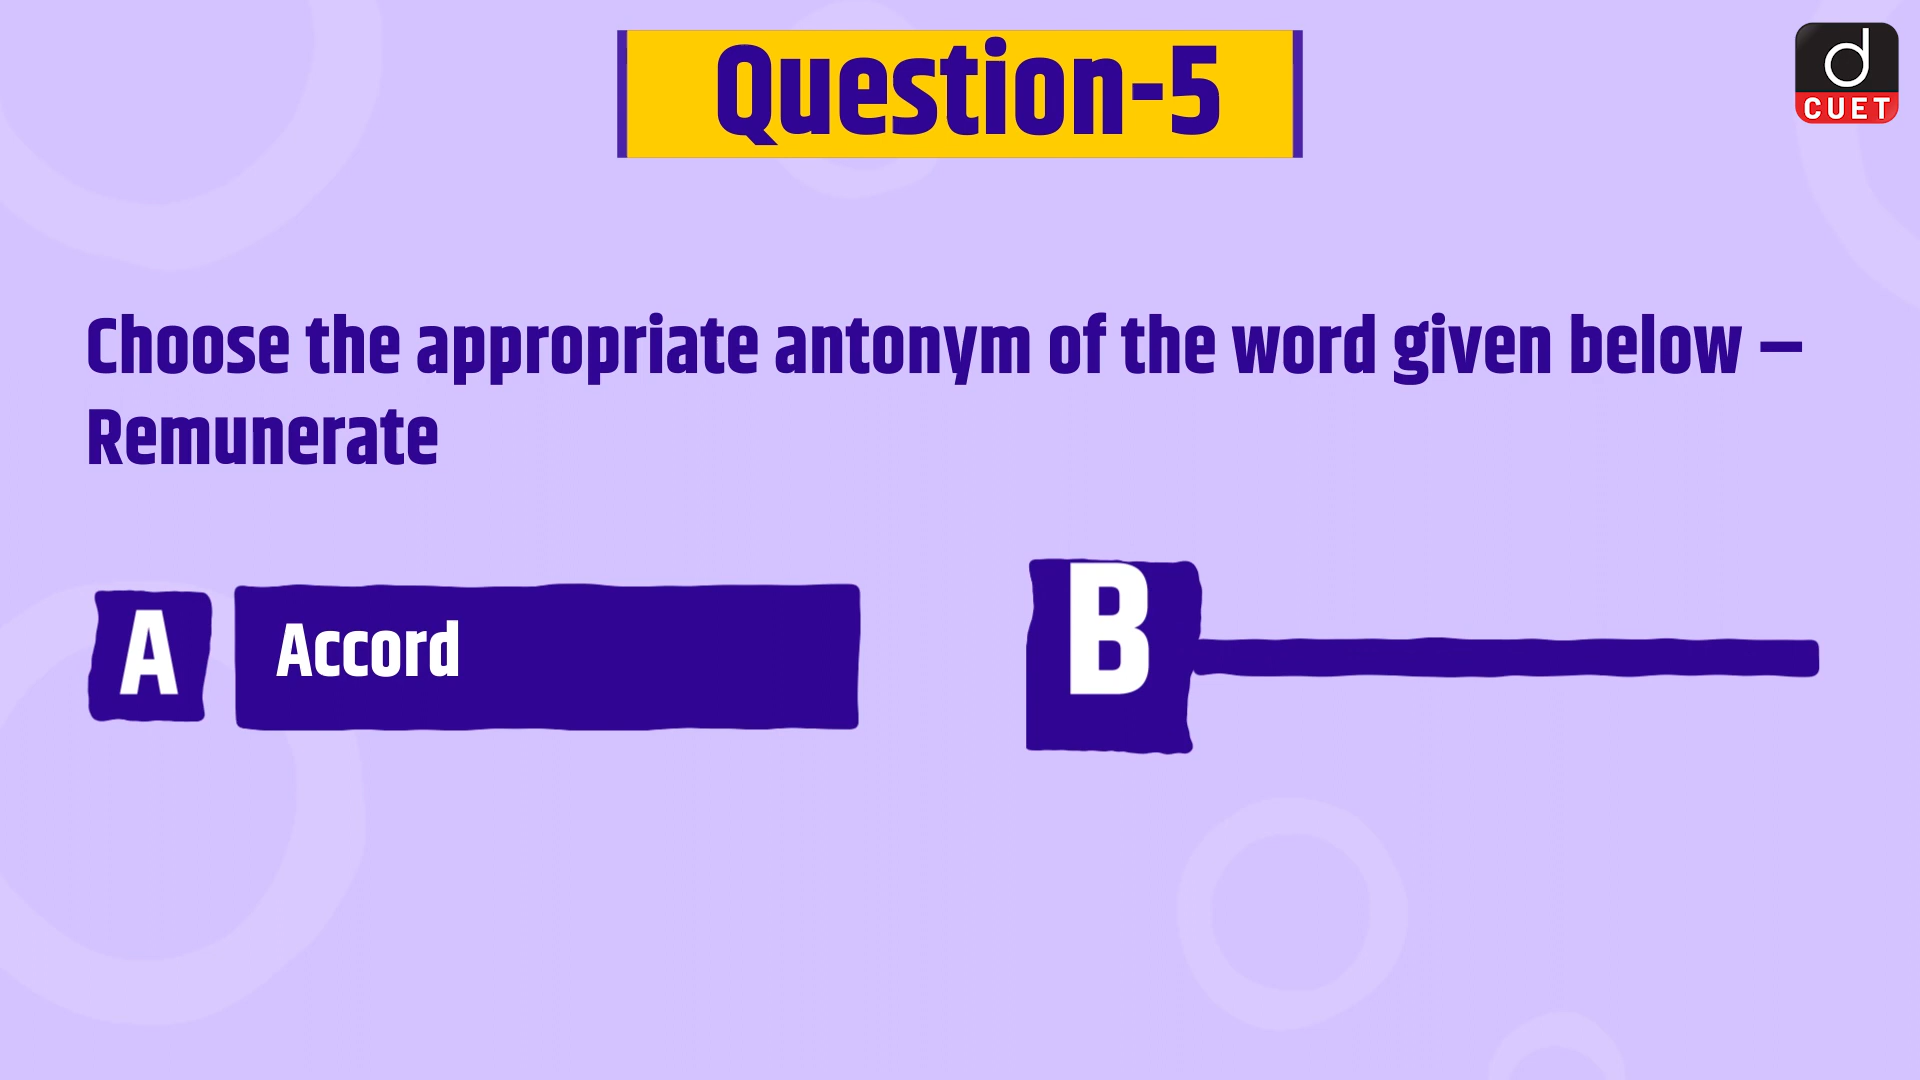 Question-5
d
CUET
Choose the appropriate antonym of the word given below –
Remunerate
A
Accord
B